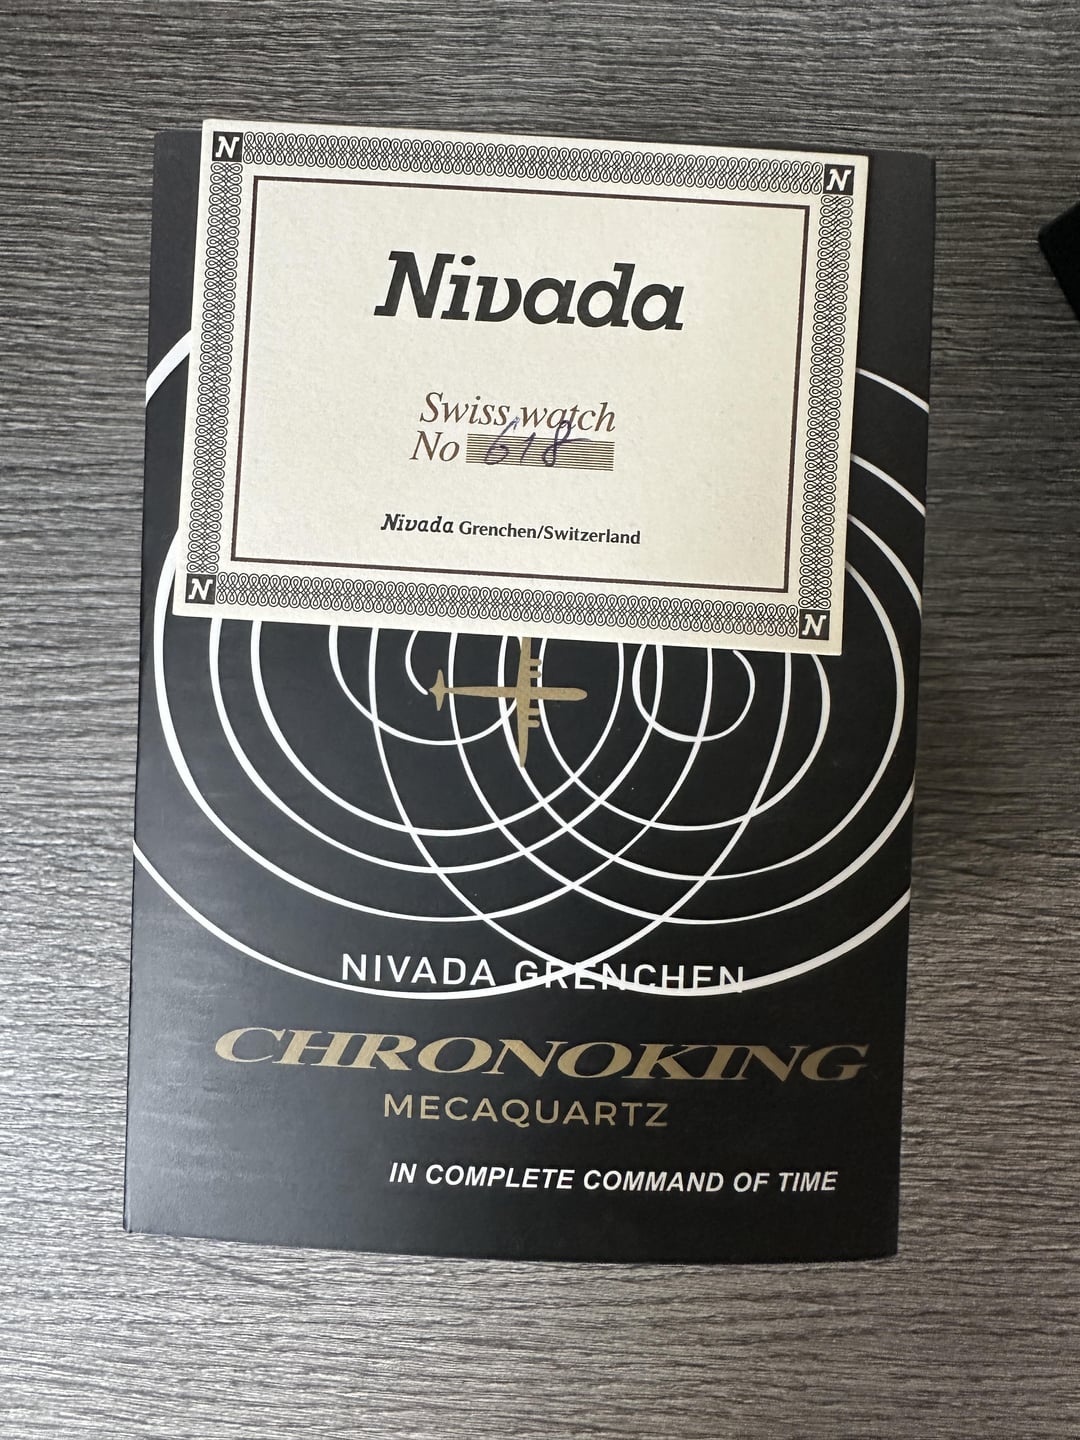 N
N
Nivada
Swiss watch
No 618
Nivada Grenchen/Switzerland
N
N
NIVADA GRENCHEN
CHRONOKING
MECAQUARTZ
IN COMPLETE COMMAND OF TIME